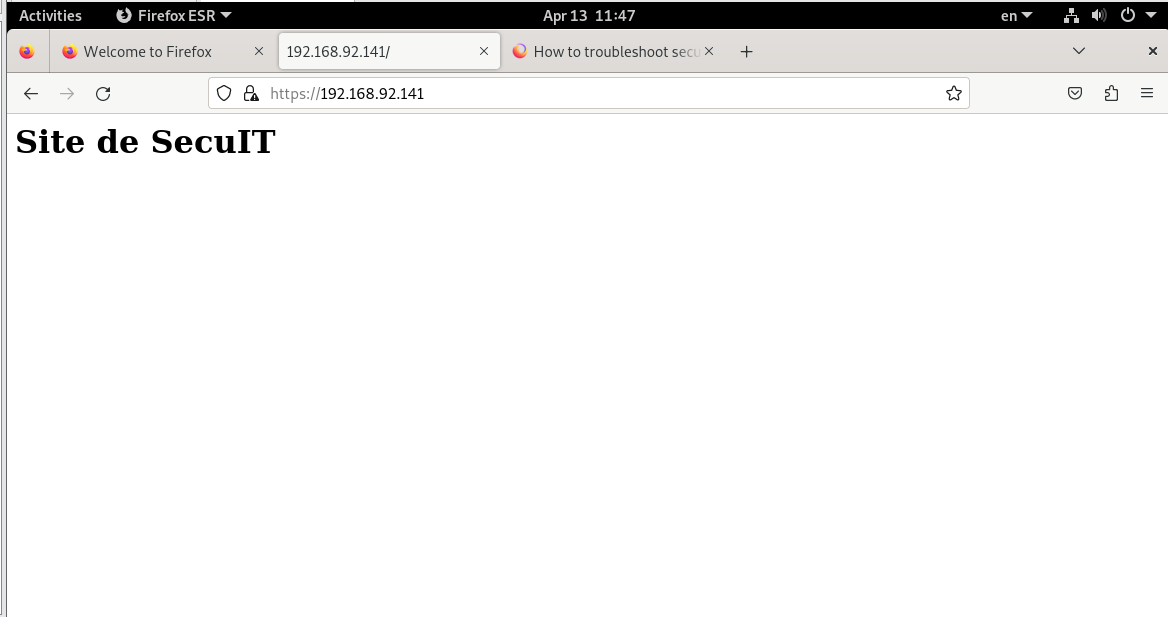 Activities Firefox ESR Apr 13 11:47 en
Welcome to Firefox 192.168.92.141/ How to troubleshoot secu
https://192.168.92.141
Site de SecuIT